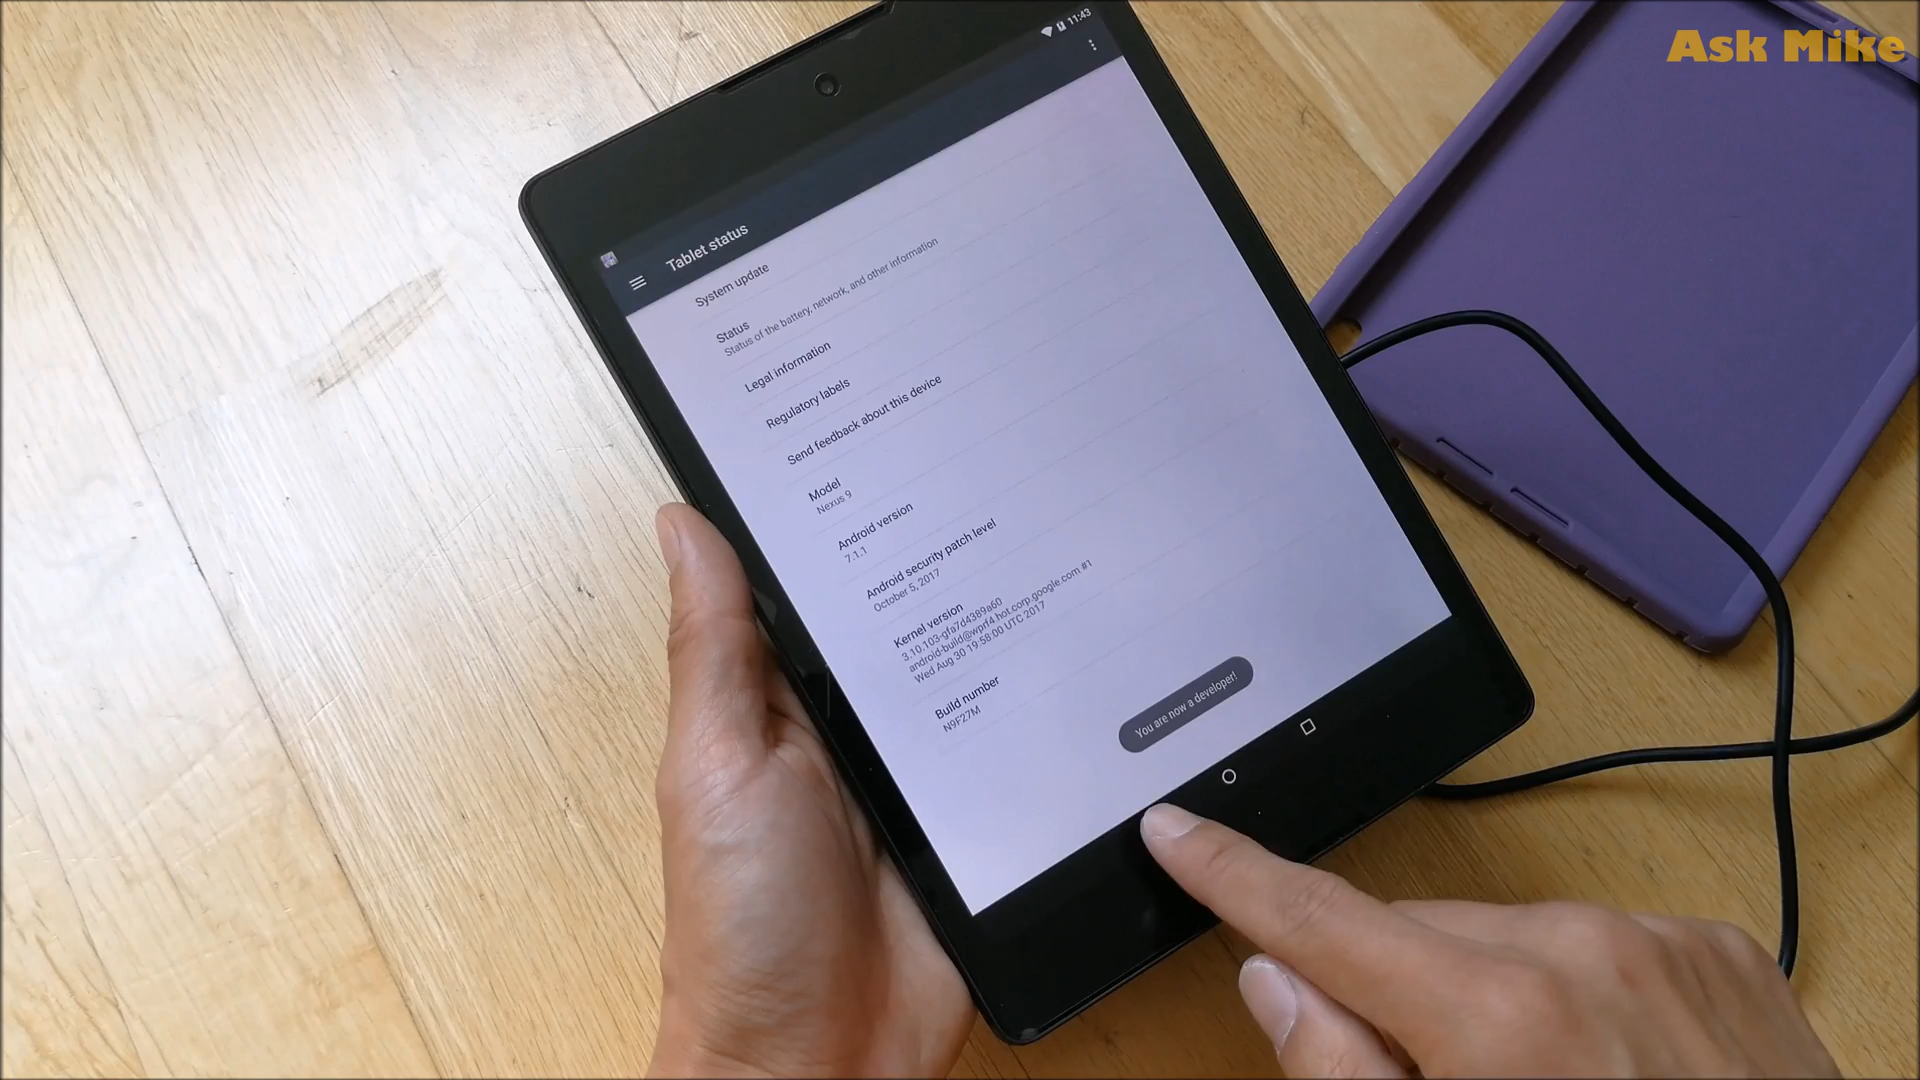 Ask Mike
11:43
Tablet status
System update
Status
Status of the battery, network, and other information
Legal information
Regulatory labels
Send feedback about this device
Model
Nexus 9
Android version
7.1.1
Android security patch level
October 5, 2017
Kernel version
3.10.103-gfa7d4389a60
android-build@wprf4.hot.corp.google.com #1
Wed Aug 30 19:58:00 UTC 2017
Build number
N9F27M
You are now a developer!